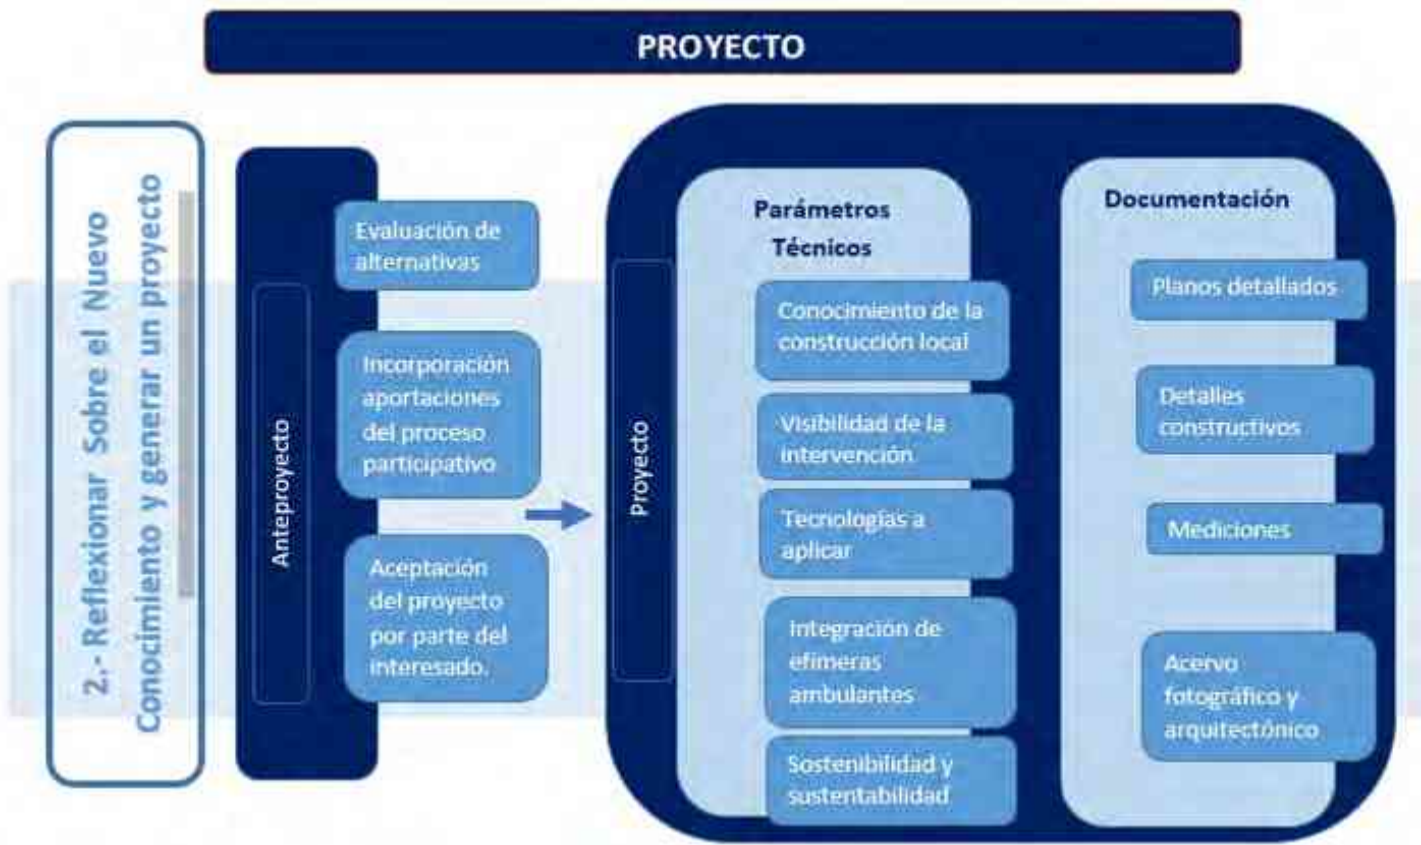 PROYECTO
2.- Reflexionar Sobre el Nuevo
Conocimiento y generar un proyecto
Anteproyecto
Evaluación de
alternativas
Incorporación
aportaciones
del proceso
participativo
Aceptación
del proyecto
por parte del
interesado.
Proyecto
Parámetros
Técnicos
Conocimiento de la
construcción local
Visibilidad de la
intervención
Tecnologías a
aplicar
Integración de
efímeras
ambulantes
Sostenibilidad y
sustentabilidad
Documentación
Planos detallados
Detalles
constructivos
Mediciones
Acervo
fotográfico y
arquitectónico